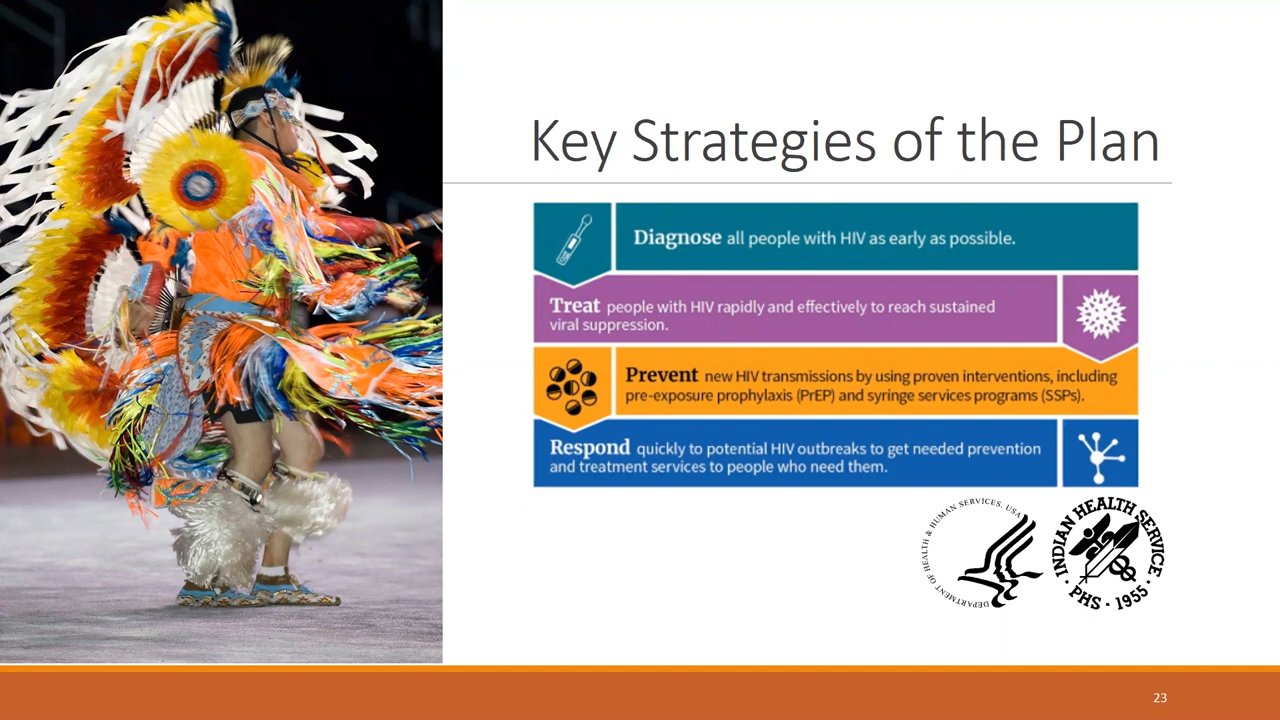 Key Strategies of the Plan
Diagnose all people with HIV as early as possible.
Treat people with HIV rapidly and effectively to reach sustained
viral suppression.
Prevent new HIV transmissions by using proven interventions, including
pre-exposure prophylaxis (PrEP) and syringe services programs (SSPs).
Respond quickly to potential HIV outbreaks to get needed prevention
and treatment services to people who need them.
DEPARTMENT OF HEALTH & HUMAN SERVICES. USA
INDIAN HEALTH SERVICE
· PHS · 1955 ·
23